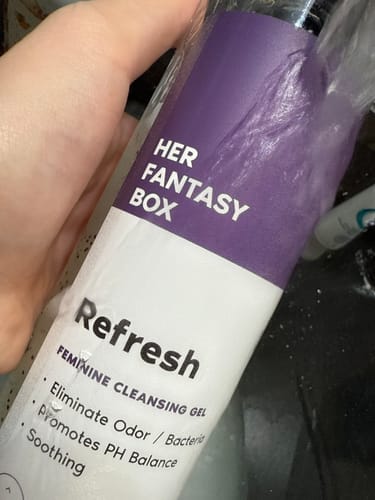 HER
FANTASY
BOX
Refresh
FEMININE CLEANSING GEL
· Eliminate Odor / Bacteria
· Promotes PH Balance
· Soothing